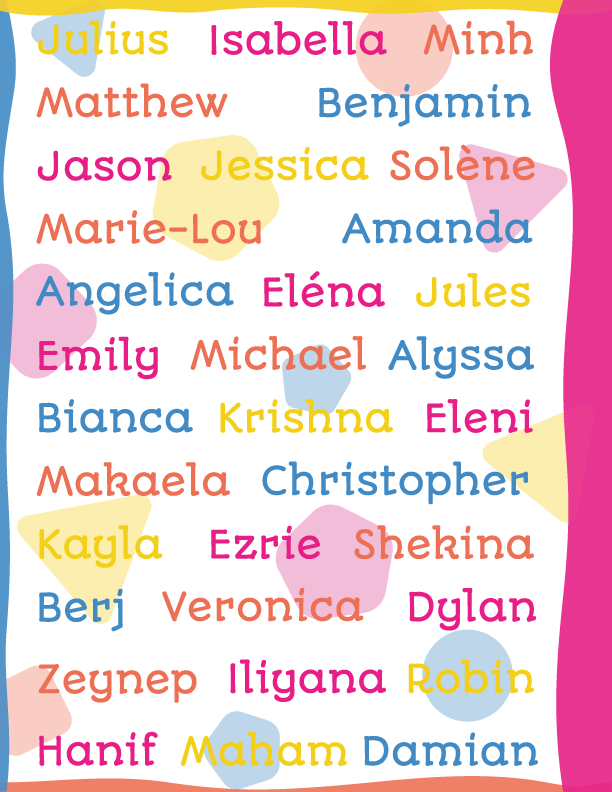 Julius Isabella Minh
Matthew Benjamin
Jason Jessica Solène
Marie-Lou Amanda
Angelica Eléna Jules
Emily Michael Alyssa
Bianca Krishna Eleni
Makaela Christopher
Kayla Ezrie Shekina
Berj Veronica Dylan
Zeynep Iliyana Robin
Hanif Maham Damian